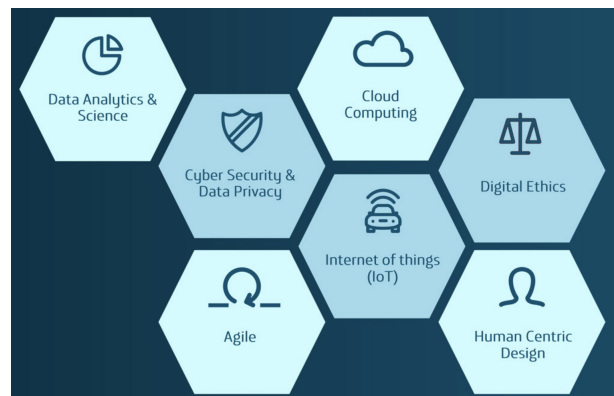 Data Analytics &
Science
Cloud
Computing
Cyber Security &
Data Privacy
Digital Ethics
Internet of things
(IoT)
Agile
Human Centric
Design